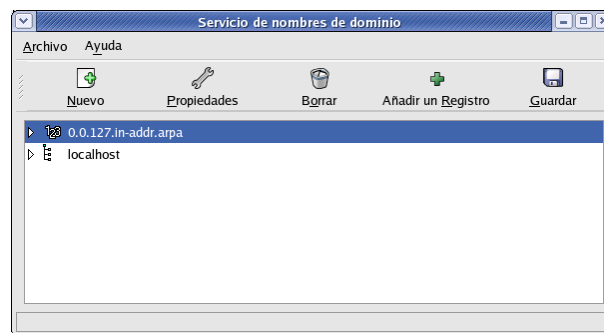 Servicio de nombres de dominio
Archivo Ayuda
Nuevo Propiedades Borrar Añadir un Registro Guardar
123 0.0.127.in-addr.arpa
localhost